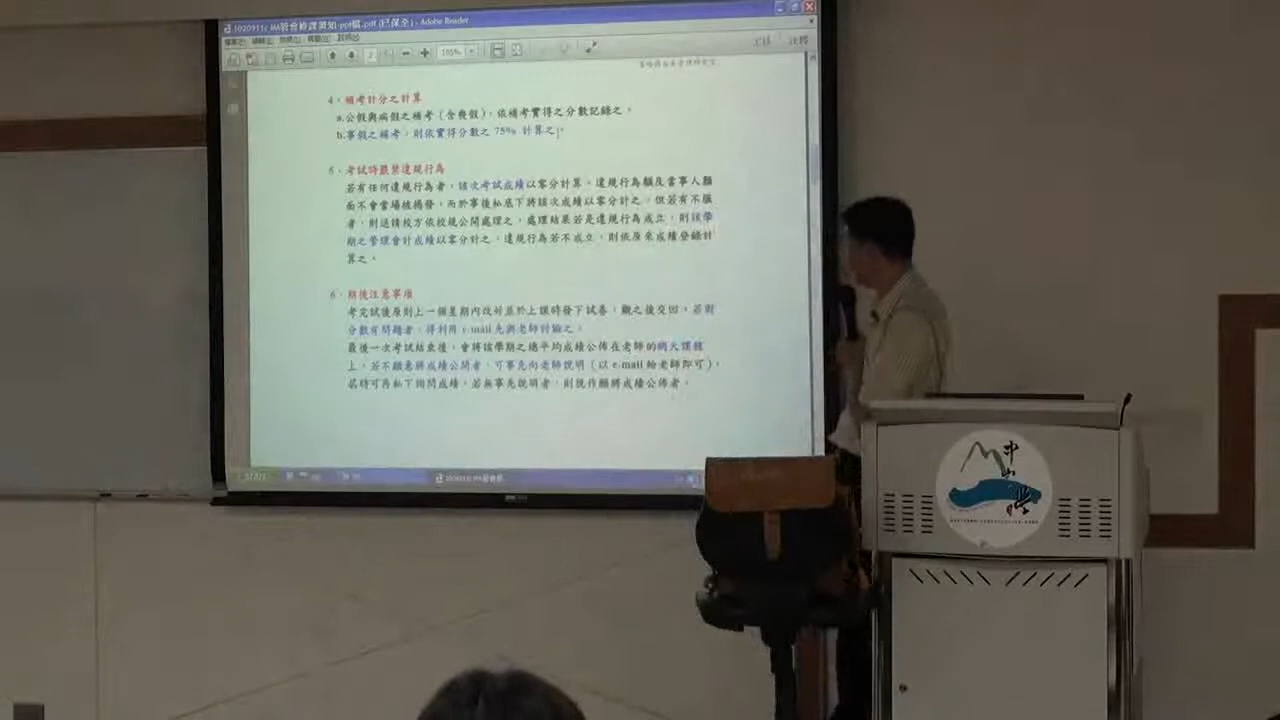 Adobe Reader
4、補考計分之計算
a.公假與病假之補考（含喪假），依補考實得之分數記錄之。
b.事假之補考，則依實得分數之 75% 計算之。
5、考試時嚴禁違規行為
若有任何違規行為者，該次考試成績以零分計算。違規行為顧及當事人顏
面不會當場被揭發，而於事後私底下將該次成績以零分計之。但若有不服
者，則送請校方依校規公開處理之，處理結果若是違規行為成立，則該學
期之管理會計成績以零分計之，違規行為若不成立，則依原來成績登錄計
算之。
6、期後注意事項
考完試後原則上一個星期內改好並於上課時發下試卷，觀之後交回，若對
分數有問題者，得利用 e-mail 先與老師討論之。
最後一次考試結束後，會將該學期之總平均成績公佈在老師的網大課程
上，若不願意將成績公開者，可事先向老師說明（以 e-mail 給老師即可），
屆時可再私下詢問成績，若無事先說明者，則視作願將成績公佈者。
中
山